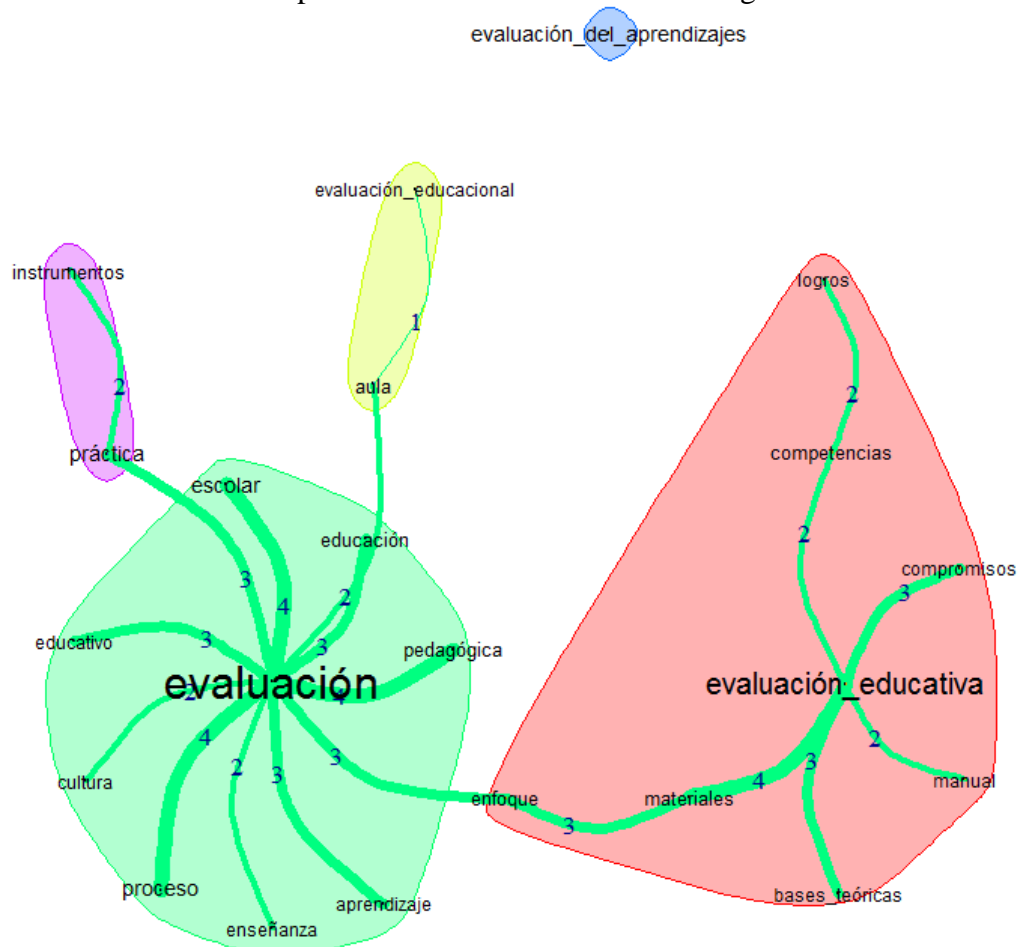 evaluación_del_aprendizajes
evaluación_educacional
instrumentos
logros
1
aula
2
2
práctica
competencias
escolar
2
educación
compromisos
3
4
3
2
educativo
3
3
pedagógica
evaluación
2
4
evaluación_educativa
4
2
3
3
2
3
3
4
cultura
enfoque
materiales
manual
3
proceso
aprendizaje
bases_teóricas
enseñanza